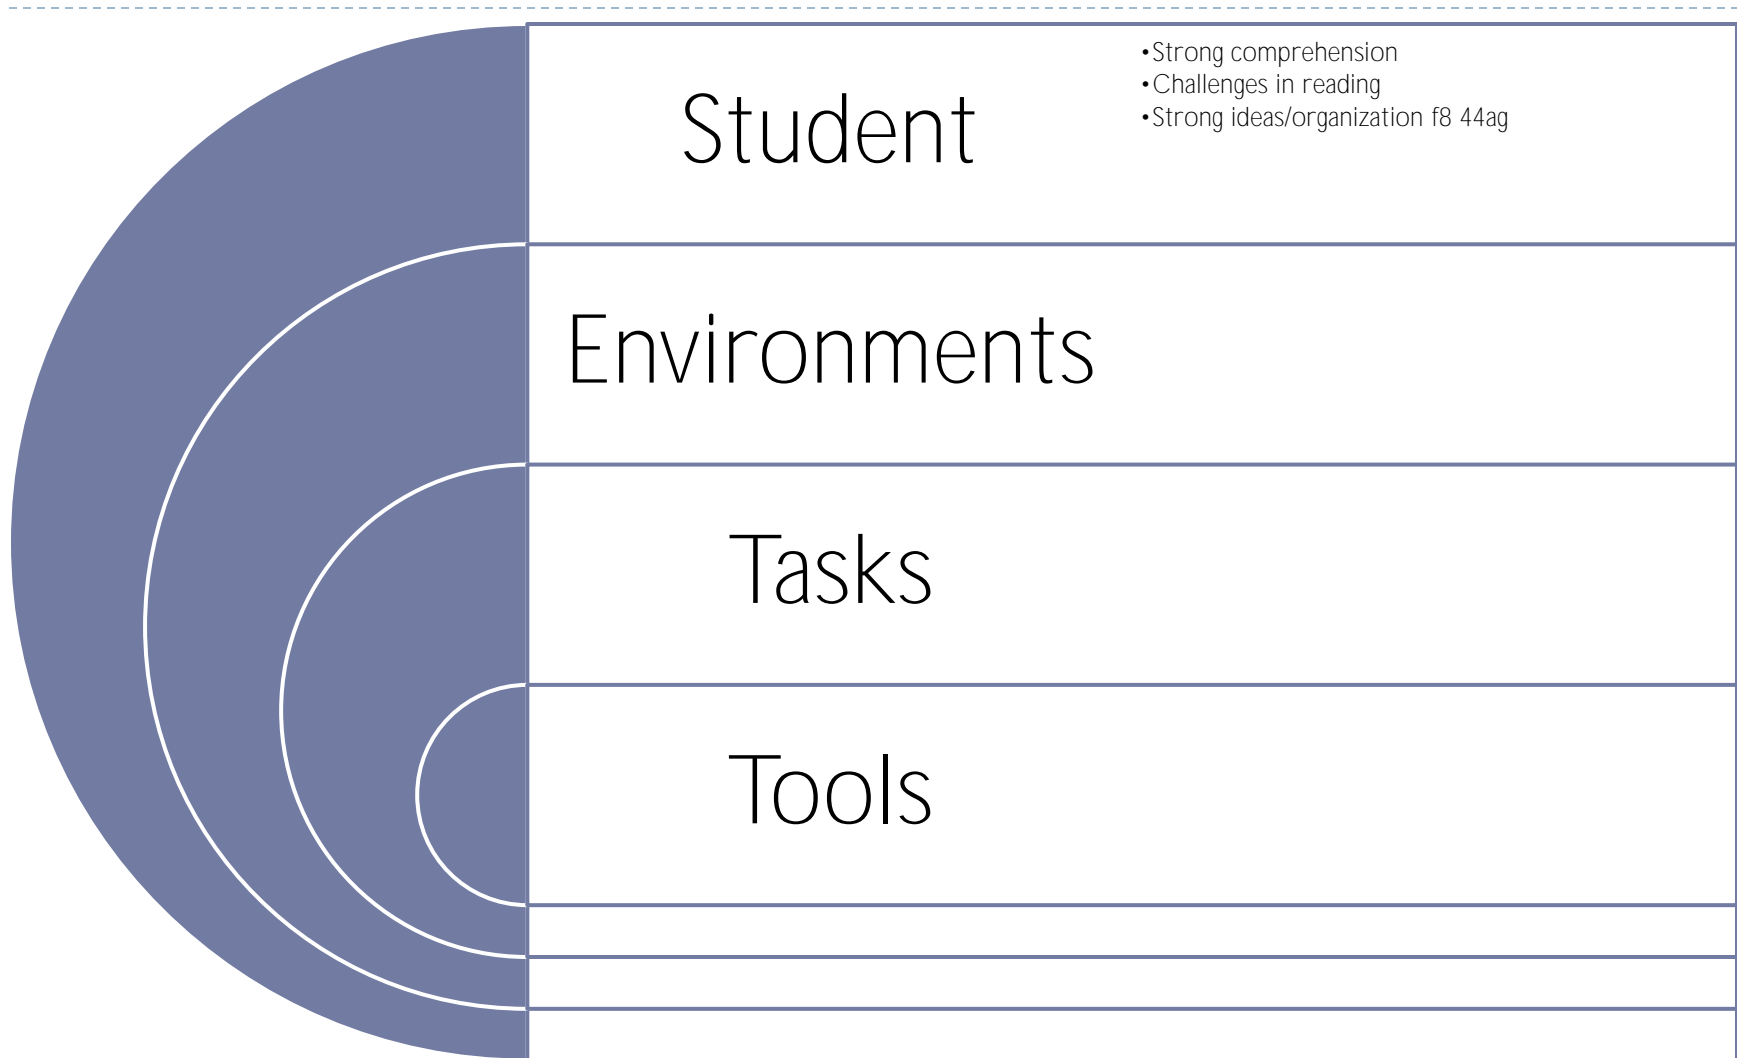 Student
•Strong comprehension
•Challenges in reading
•Strong ideas/organization f8 44ag
Environments
Tasks
Tools